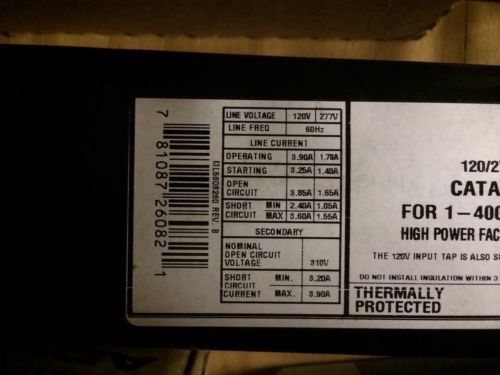 LINE VOLTAGE 120V 277V
LINE FREQ 60Hz
LINE CURRENT
OPERATING 3.90A 1.70A
STARTING 3.25A 1.40A
OPEN
CIRCUIT 3.85A 1.65A
SHORT MIN 2.40A 1.05A
CIRCUIT MAX 3.60A 1.55A
SECONDARY
NOMINAL
OPEN CIRCUIT
VOLTAGE 310V
SHORT MIN. 3.20A
CIRCUIT
CURRENT MAX. 3.90A
7 81087 26082 1
REV. B
120/27
CATA
FOR 1-400
HIGH POWER FAC
THE 120V INPUT TAP IS ALSO
DO NOT INSTALL INSULATION WITHIN 3
THERMALLY
PROTECTED